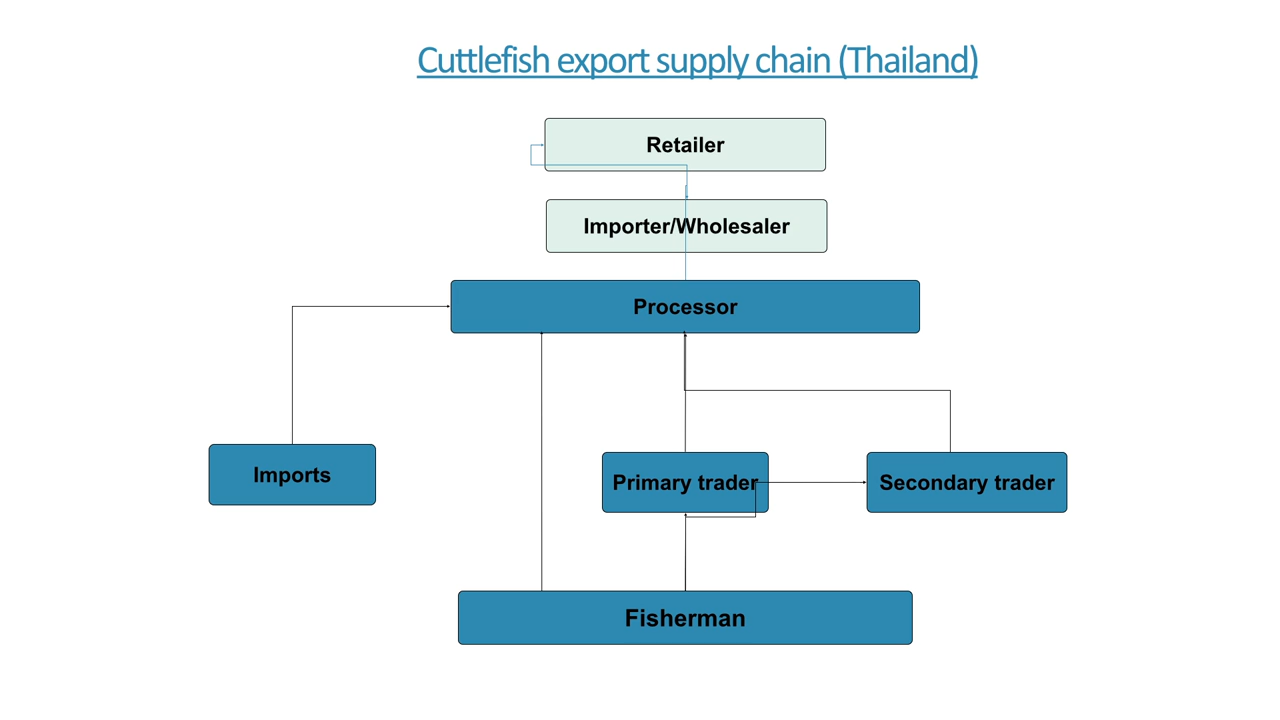 Cuttlefish export supply chain (Thailand)
Retailer
Importer/Wholesaler
Processor
Imports
Primary trader
Secondary trader
Fisherman